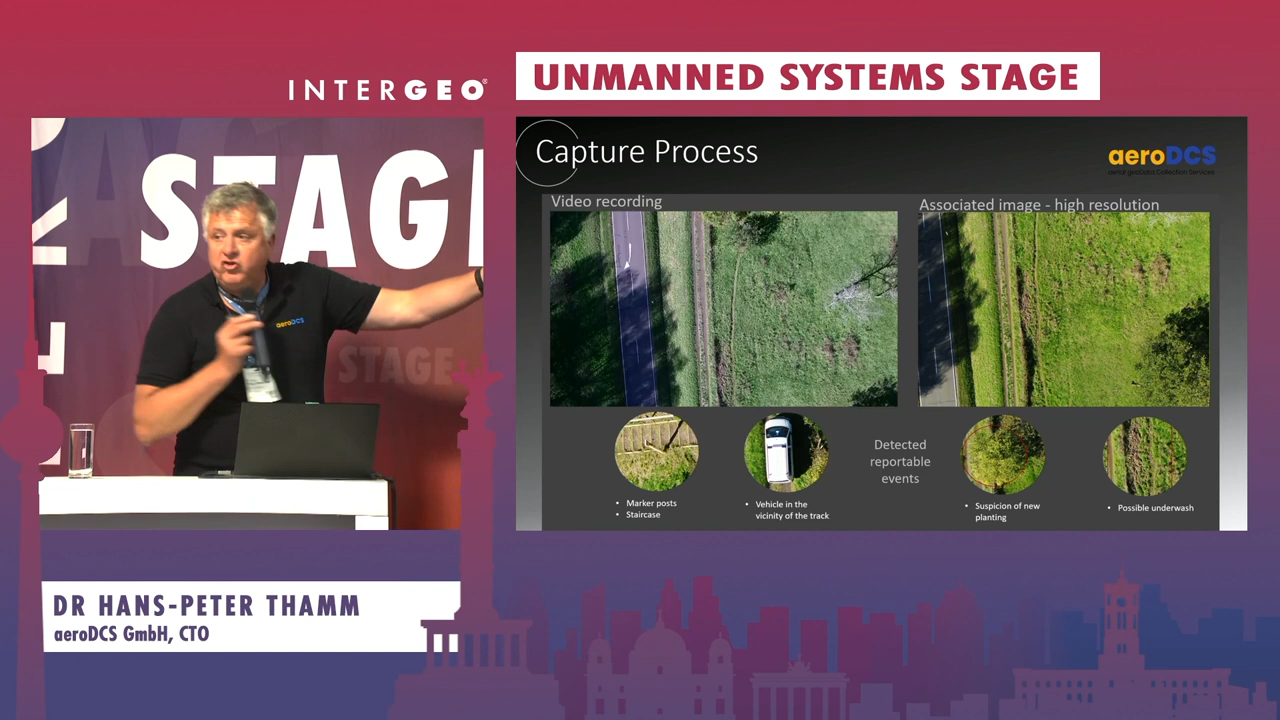 INTERGEO®
UNMANNED SYSTEMS STAGE
STAG
STAGE
aeroDCS
Capture Process
aeroDCS
aerial geoData Collection Services
Video recording
Associated image - high resolution
Detected
reportable
events
• Marker posts
• Staircase
• Vehicle in the
vicinity of the track
• Suspicion of new
planting
• Possible underwash
DR HANS-PETER THAMM
aeroDCS GmbH, CTO